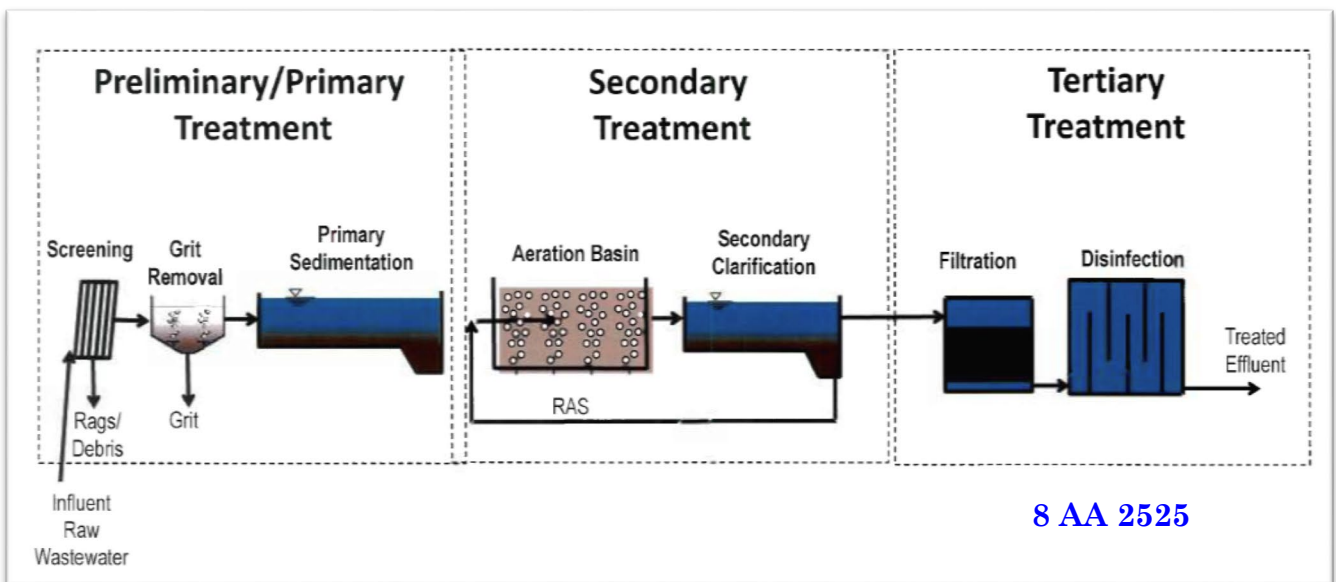 Preliminary/Primary
Treatment
Secondary
Treatment
Tertiary
Treatment
Screening
Grit
Removal
Primary
Sedimentation
Aeration Basin
Secondary
Clarification
Filtration
Disinfection
Rags/
Debris
Grit
RAS
Treated
Effluent
Influent
Raw
Wastewater
8 AA 2525